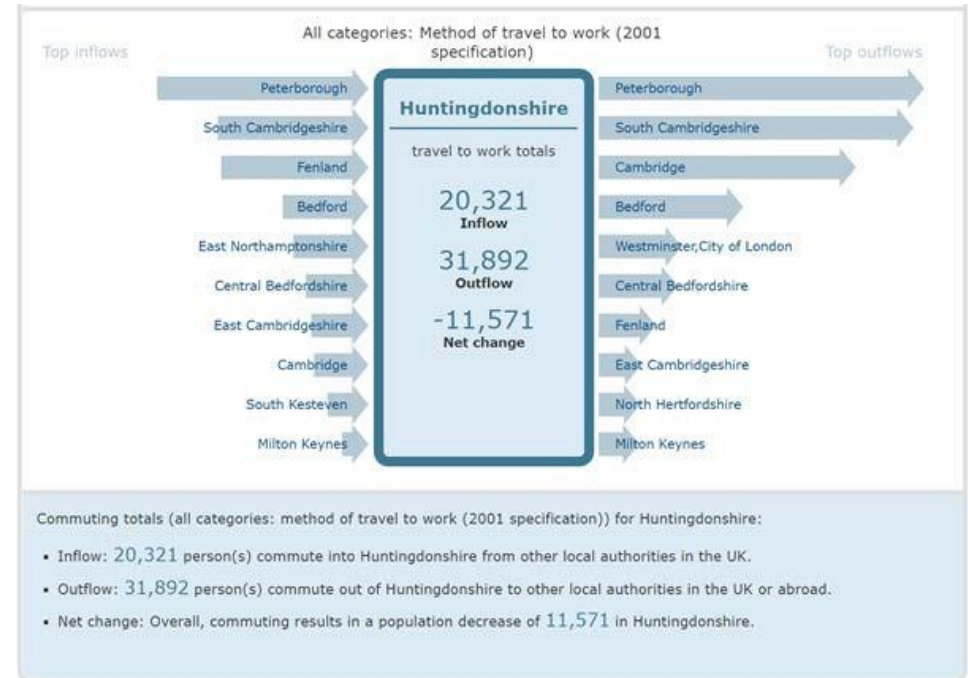 All categories: Method of travel to work (2001
specification)
Top inflows
Top outflows
Peterborough
South Cambridgeshire
Fenland
Bedford
East Northamptonshire
Central Bedfordshire
East Cambridgeshire
Cambridge
South Kesteven
Milton Keynes
Huntingdonshire
travel to work totals
20,321
Inflow
31,892
Outflow
-11,571
Net change
Peterborough
South Cambridgeshire
Cambridge
Bedford
Westminster,City of London
Central Bedfordshire
Fenland
East Cambridgeshire
North Hertfordshire
Milton Keynes
Commuting totals (all categories: method of travel to work (2001 specification)) for Huntingdonshire:
• Inflow: 20,321 person(s) commute into Huntingdonshire from other local authorities in the UK.
• Outflow: 31,892 person(s) commute out of Huntingdonshire to other local authorities in the UK or abroad.
• Net change: Overall, commuting results in a population decrease of 11,571 in Huntingdonshire.